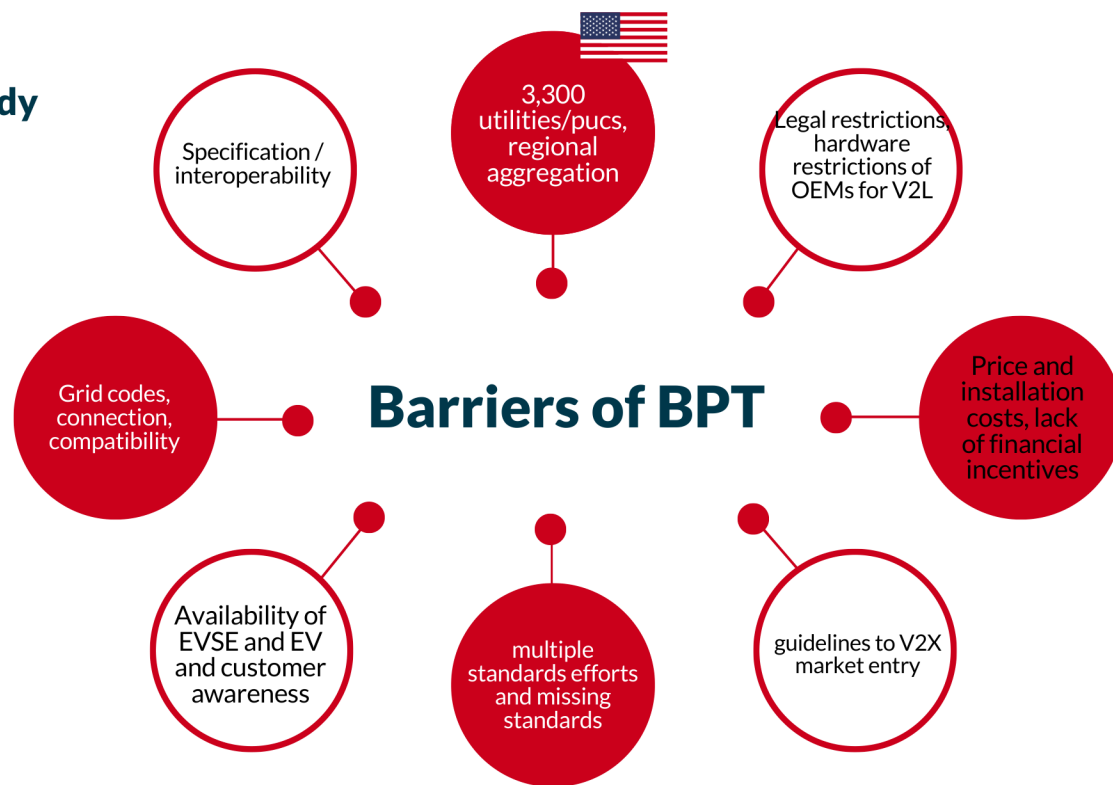 dy
3,300
utilities/pucs,
regional
aggregation
Specification /
interoperability
Legal restrictions,
hardware
restrictions of
OEMs for V2L
Grid codes,
connection,
compatibility
Barriers of BPT
Price and
installation
costs, lack
of financial
incentives
Availability of
EVSE and EV
and customer
awareness
multiple
standards efforts
and missing
standards
guidelines to V2X
market entry